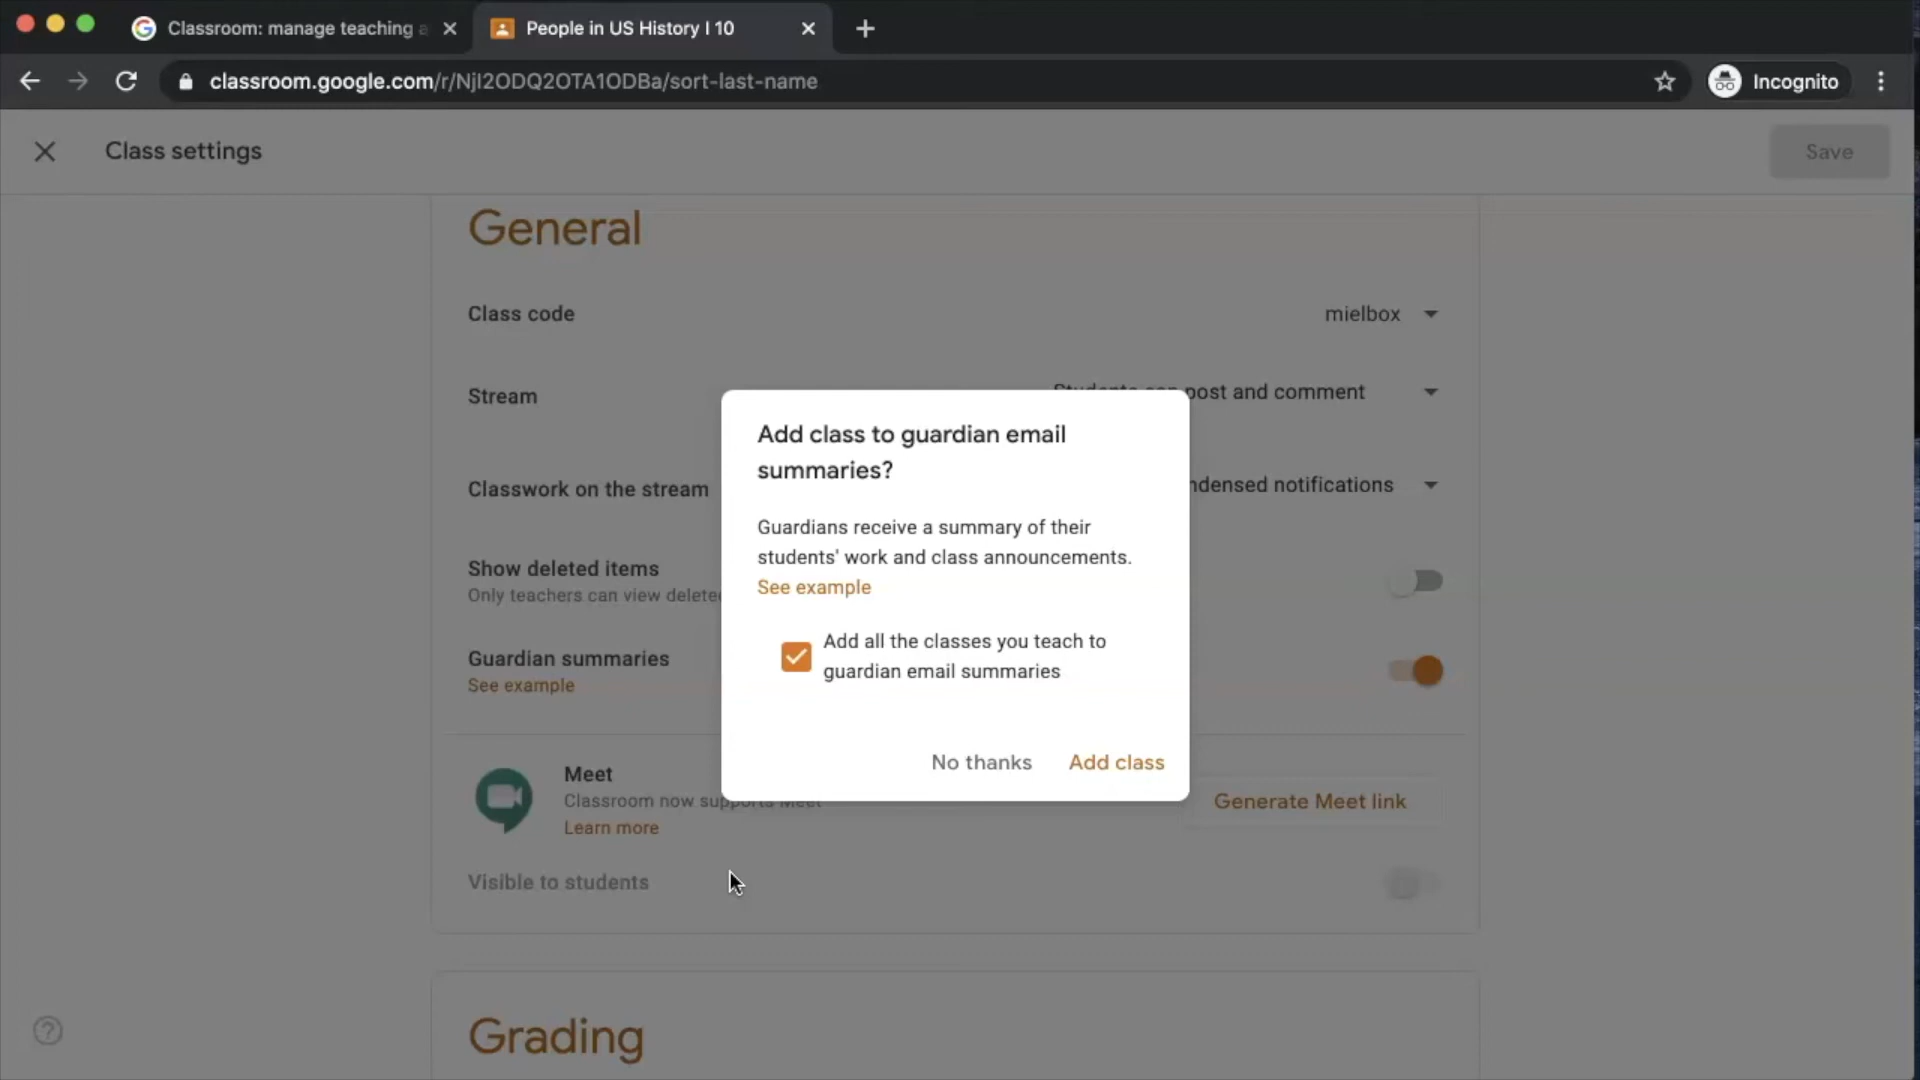 Classroom: manage teaching a
People in US History I 10
classroom.google.com/r/NjI2ODQ2OTA1ODBa/sort-last-name
Incognito
Class settings
Save
General
Class code
mielbox
Stream
Students can post and comment
Classwork on the stream
ndensed notifications
Show deleted items
Only teachers can view delete
Guardian summaries
See example
Add class to guardian email
summaries?
Guardians receive a summary of their
students' work and class announcements.
See example
Add all the classes you teach to
guardian email summaries
No thanks
Add class
Meet
Classroom now supports Meet
Learn more
Generate Meet link
Visible to students
Grading